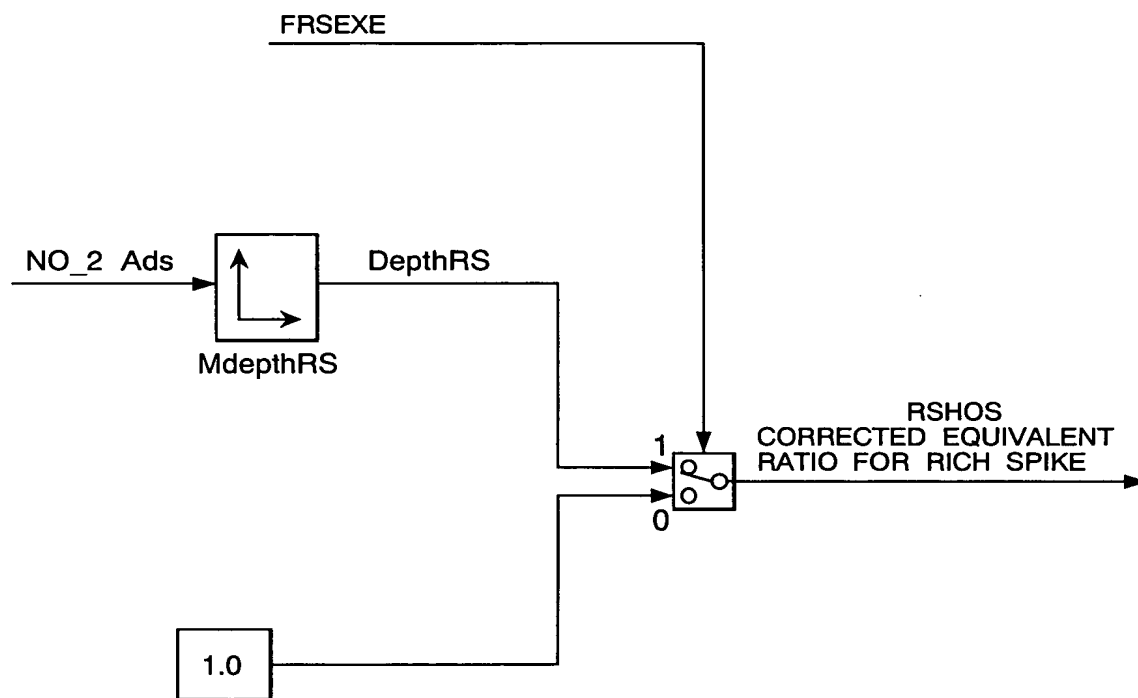 FRSEXE
NO_2 Ads
DepthRS
MdepthRS
RSHOS
CORRECTED EQUIVALENT
RATIO FOR RICH SPIKE
1
0
1.0